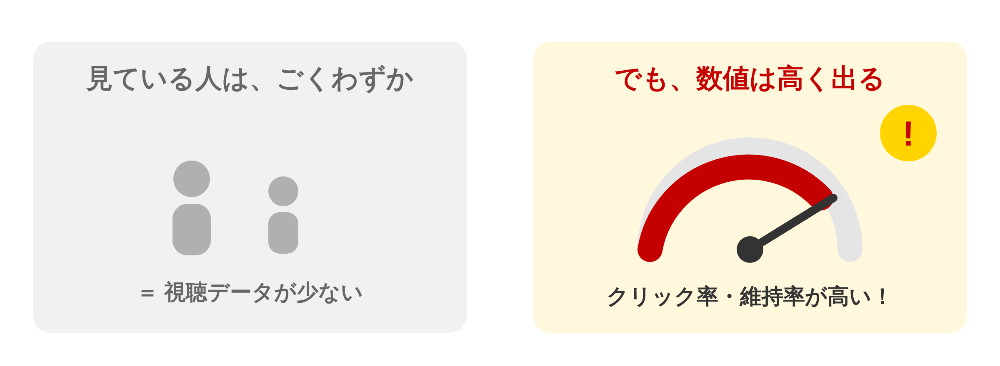 見ている人は、ごくわずか
= 視聴データが少ない
でも、数値は高く出る
!
クリック率・維持率が高い！